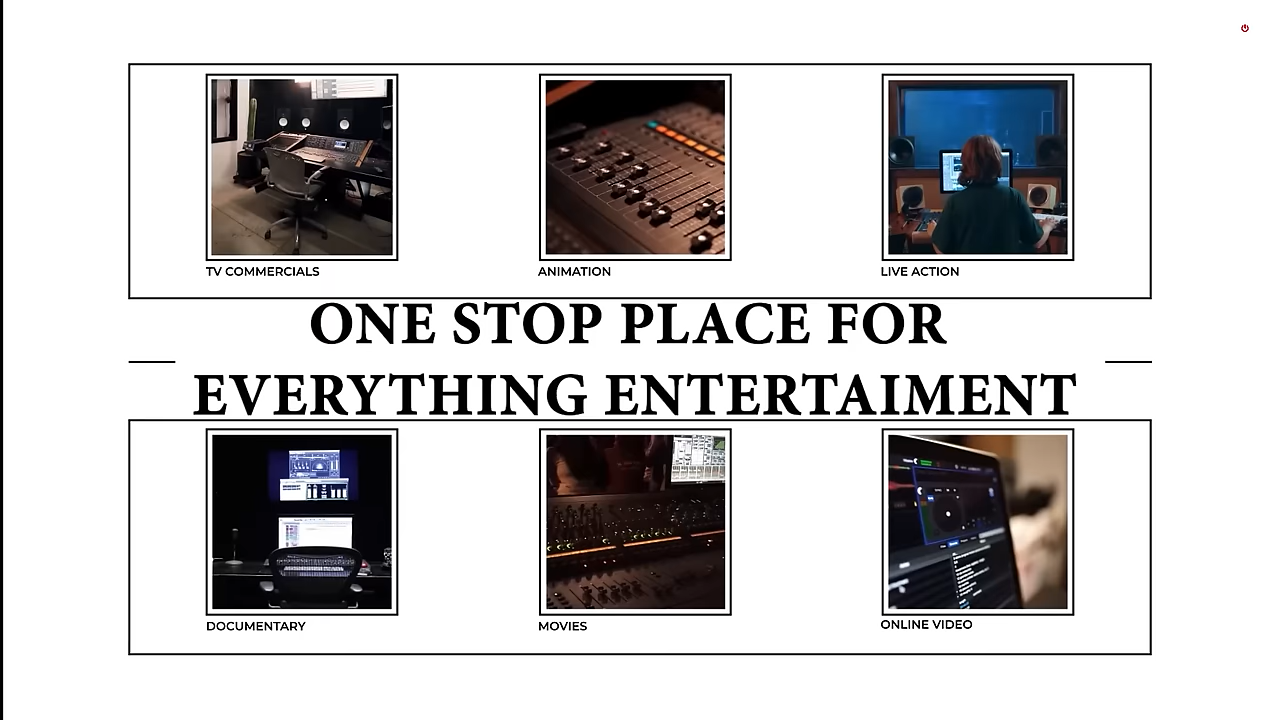 TV COMMERCIALS
ANIMATION
LIVE ACTION
ONE STOP PLACE FOR
EVERYTHING ENTERTAIMENT
DOCUMENTARY
MOVIES
ONLINE VIDEO